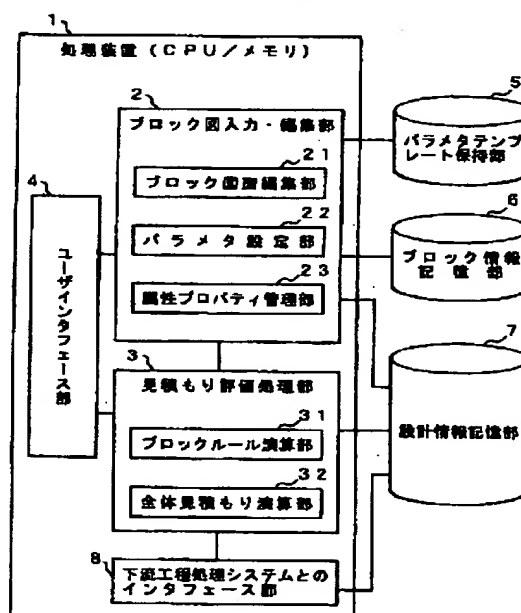 1
処理装置(CPU/メモリ)
2
ブロック図入力・編集部
21
ブロック図面編集部
22
パラメタ設定部
23
属性プロパティ管理部
3
見積もり評価処理部
31
ブロックルール演算部
32
全体見積もり演算部
4
ユーザインタフェース部
5
パラメタテンプ
レート保持部
6
ブロック情報
記憶部
7
設計情報記憶部
8
下流工程処理システムとの
インタフェース部